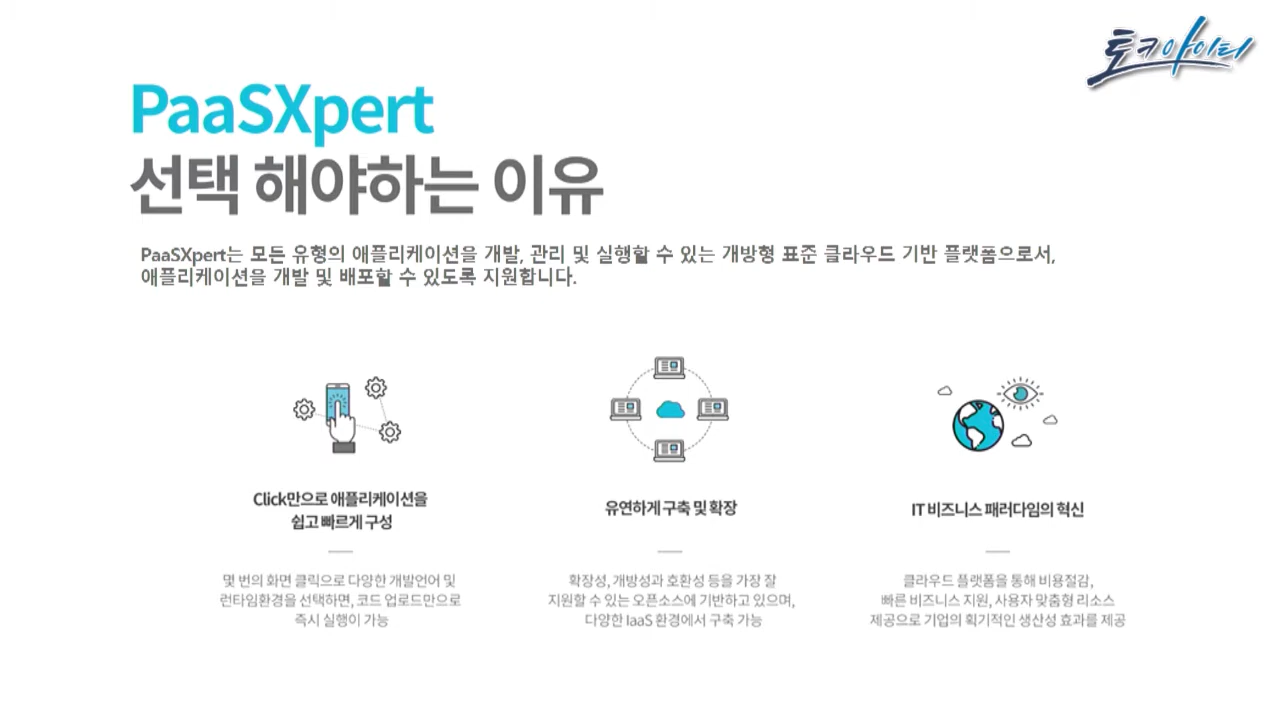 토크아이티
PaaSXpert
선택 해야하는 이유
PaaSXpert는 모든 유형의 애플리케이션을 개발, 관리 및 실행할 수 있는 개방형 표준 클라우드 기반 플랫폼으로서,
애플리케이션을 개발 및 배포할 수 있도록 지원합니다.
Click만으로 애플리케이션을
쉽고 빠르게 구성
몇 번의 화면 클릭으로 다양한 개발언어 및
런타임환경을 선택하면, 코드 업로드만으로
즉시 실행이 가능
유연하게 구축 및 확장
확장성, 개방성과 호환성 등을 가장 잘
지원할 수 있는 오픈소스에 기반하고 있으며,
다양한 IaaS 환경에서 구축 가능
IT 비즈니스 패러다임의 혁신
클라우드 플랫폼을 통해 비용절감,
빠른 비즈니스 지원, 사용자 맞춤형 리소스
제공으로 기업의 획기적인 생산성 효과를 제공